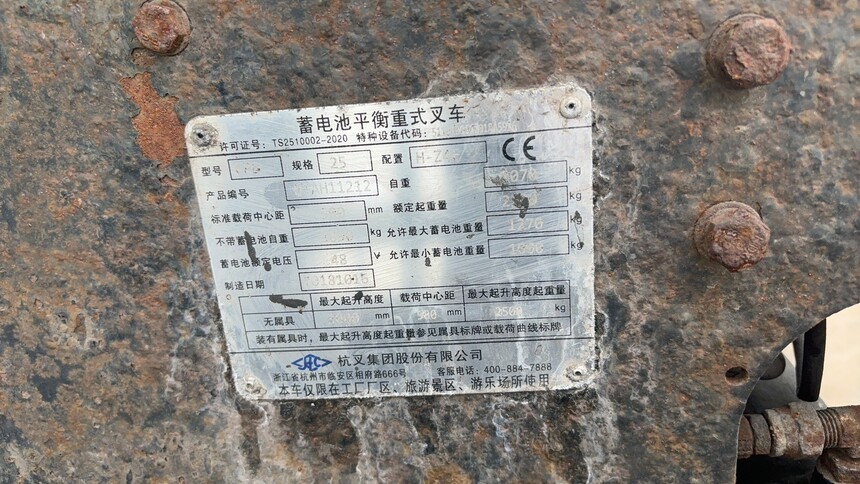 蓄电池平衡重式叉车
许可证号: TS2510002-2020 特种设备代码:
型号 规格 25 配置 CE
产品编号 H11212 自重 kg
标准载荷中心距 mm 额定起重量 kg
不带蓄电池自重 kg 允许最大蓄电池重量 kg
蓄电池额定电压 48 V 允许最小蓄电池重量 kg
制造日期
最大起升高度 载荷中心距 最大起升高度起重量
无属具 mm mm 2500 kg
装有属具时，最大起升高度起重量参见属具标牌或载荷曲线标牌
杭叉集团股份有限公司
浙江省杭州市临安区相府路666号 客服电话: 400-884-7888
本车仅限在工厂厂区、旅游景区、游乐场所使用